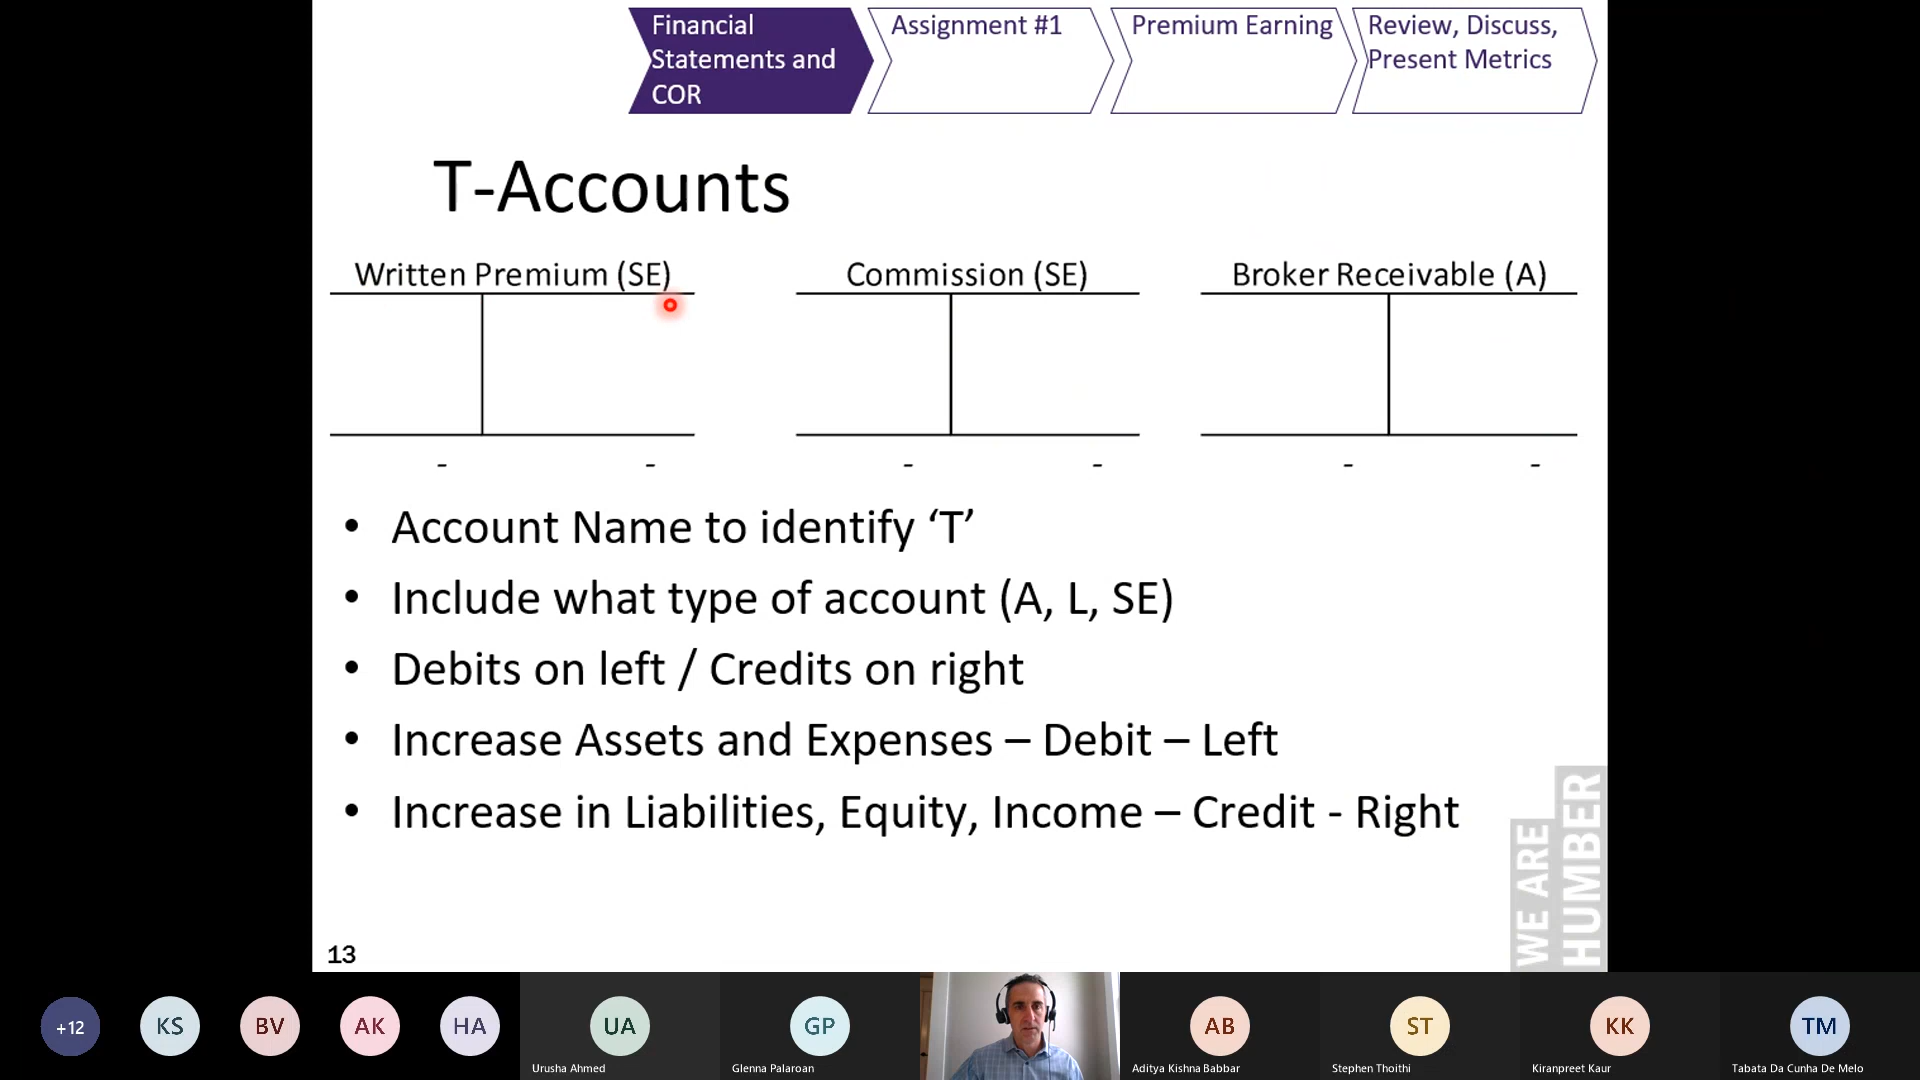 Financial
Statements and
COR
Assignment #1
Premium Earning
Review, Discuss,
Present Metrics
T-Accounts
Written Premium (SE)
Commission (SE)
Broker Receivable (A)
- -
- -
- -
• Account Name to identify ‘T’
• Include what type of account (A, L, SE)
• Debits on left / Credits on right
• Increase Assets and Expenses – Debit – Left
• Increase in Liabilities, Equity, Income – Credit - Right
WE ARE
HUMBER
13
+12
KS
BV
AK
HA
UA
Urusha Ahmed
GP
Glenna Palaroan
AB
Aditya Kishna Babbar
ST
Stephen Thoithi
KK
Kiranpreet Kaur
TM
Tabata Da Cunha De Melo